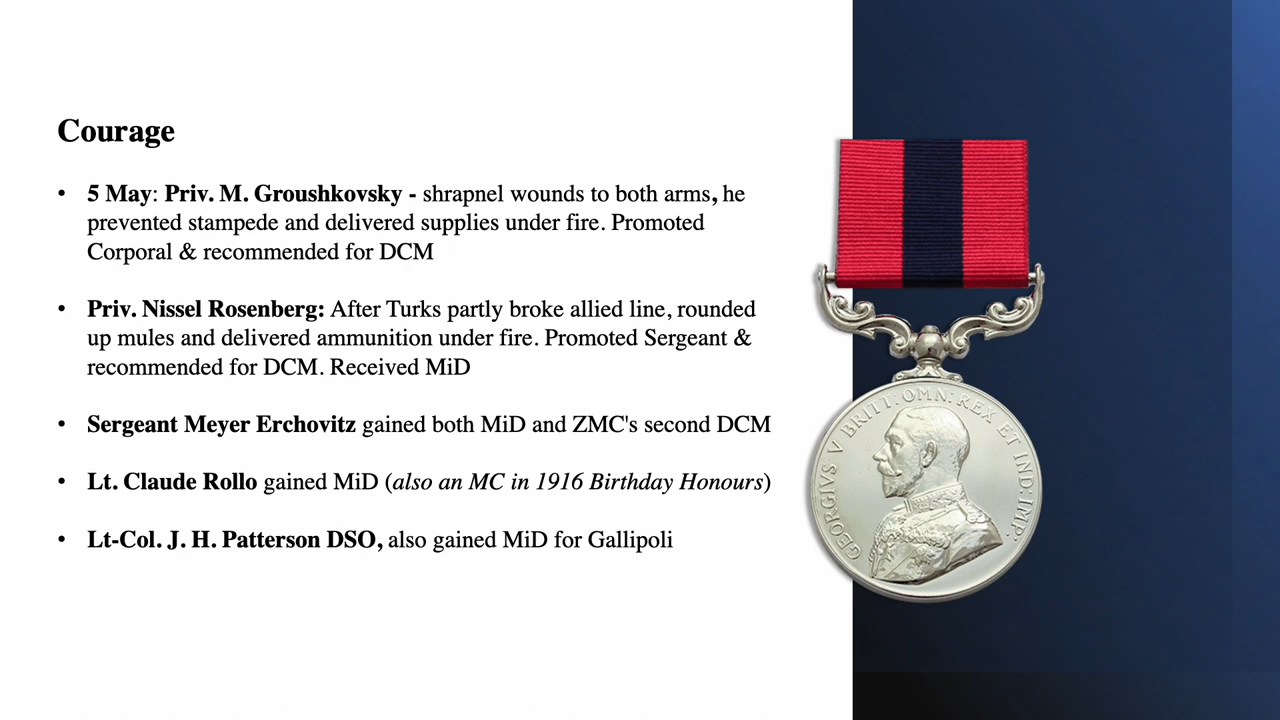 Courage
• 5 May: Priv. M. Groushkovsky - shrapnel wounds to both arms, he
prevented stampede and delivered supplies under fire. Promoted
Corporal & recommended for DCM
• Priv. Nissel Rosenberg: After Turks partly broke allied line, rounded
up mules and delivered ammunition under fire. Promoted Sergeant &
recommended for DCM. Received MiD
• Sergeant Meyer Erchovitz gained both MiD and ZMC's second DCM
• Lt. Claude Rollo gained MiD (also an MC in 1916 Birthday Honours)
• Lt-Col. J. H. Patterson DSO, also gained MiD for Gallipoli
GEORGIVS V BRITT: OMN: REX ET IND: IMP: